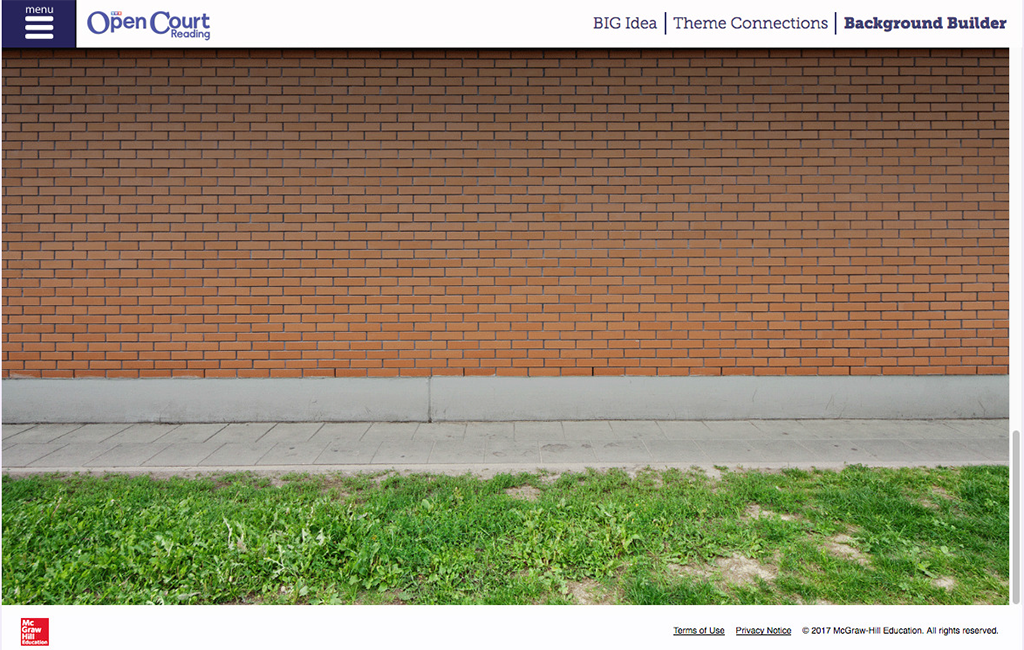 menu
Open Court
Reading
BIG Idea | Theme Connections | Background Builder
Mc
Graw
Hill
Education
Terms of Use Privacy Notice © 2017 McGraw-Hill Education. All rights reserved.